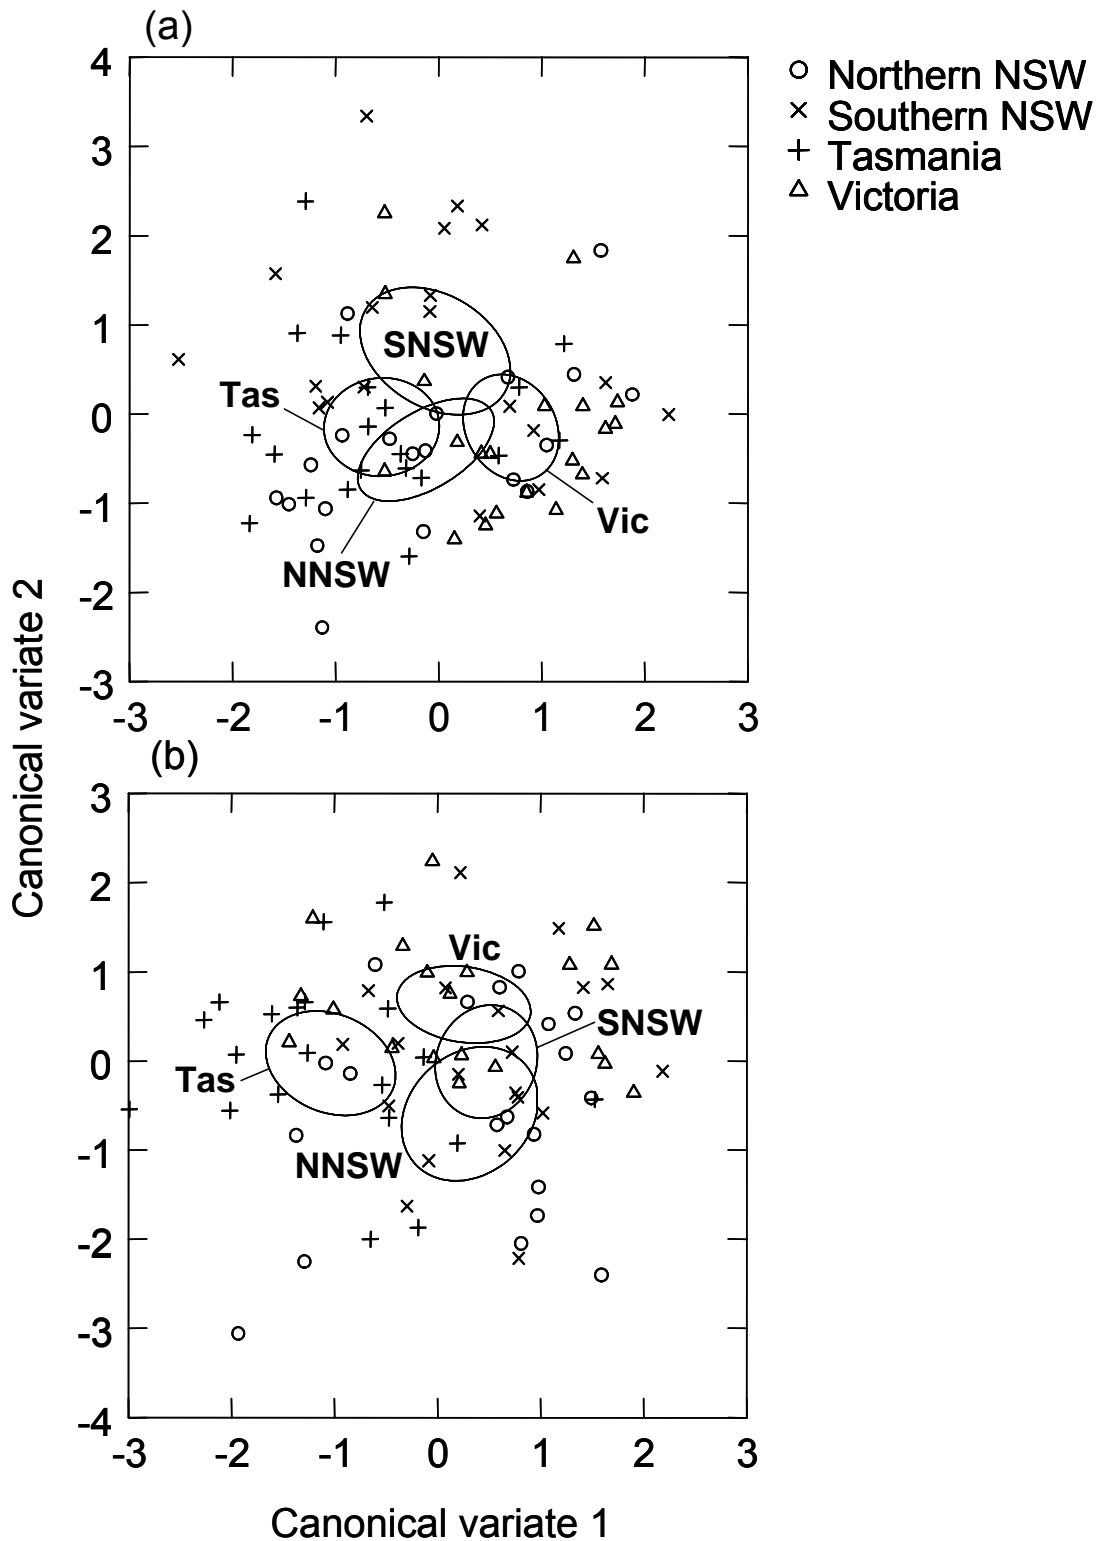 (a)
4
3
2
1
0
-1
-2
-3
-3 -2 -1 0 1 2 3
Northern NSW
Southern NSW
Tasmania
Victoria
SNSW
Tas
Vic
NNSW
Canonical variate 2
(b)
3
2
1
0
-1
-2
-3
-4
-3 -2 -1 0 1 2 3
Vic
SNSW
Tas
NNSW
Canonical variate 1